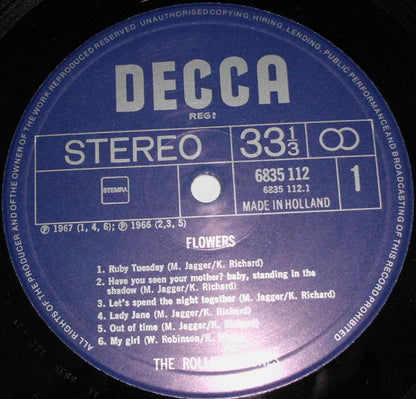 ALL RIGHTS OF THE PRODUCER AND OF THE OWNER OF THE WORK REPRODUCED RESERVED. UNAUTHORISED COPYING, HIRING, LENDING, PUBLIC PERFORMANCE AND BROADCASTING OF THIS RECORD PROHIBITED
DECCA
REG!
STEREO 33 1/3
STEMRA
6835 112
6835 112.1
MADE IN HOLLAND
1
℗ 1967 (1, 4, 6); ℗ 1966 (2,3, 5)
FLOWERS
1. Ruby Tuesday (M. Jagger/K. Richard)
2. Have you seen your mother? baby, standing in the
shadow (M. Jagger/K. Richard)
3. Let's spend the night together (M. Jagger/K. Richard)
4. Lady Jane (M. Jagger/K. Richard)
5. Out of time (M. Jagger/K. Richard)
6. My girl (W. Robinson/R.
THE